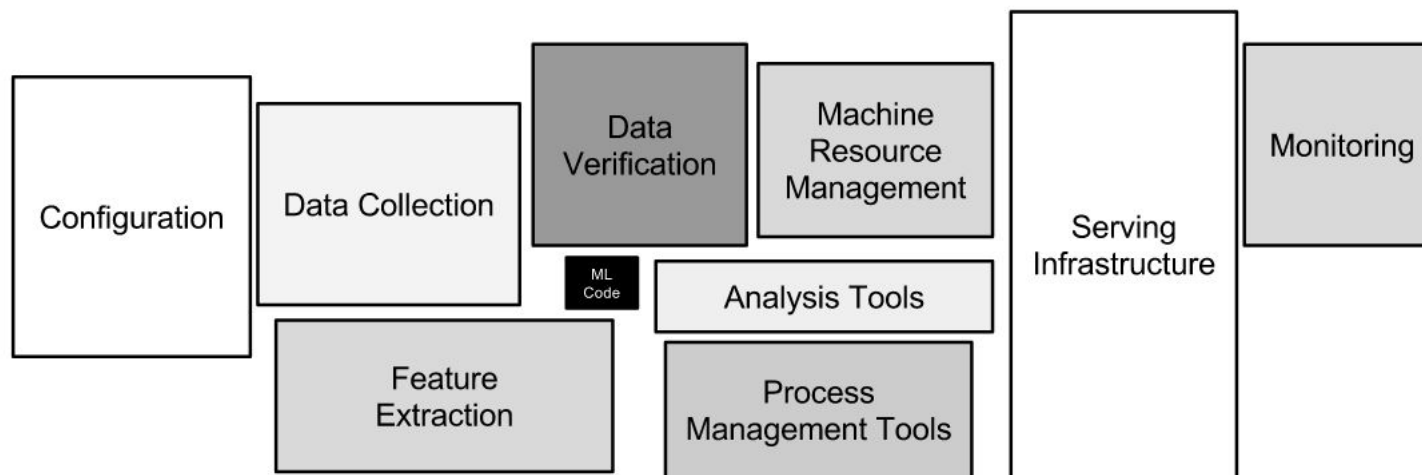 Configuration
Data Collection
Data
Verification
Machine
Resource
Management
Monitoring
Serving
Infrastructure
ML
Code
Analysis Tools
Feature
Extraction
Process
Management Tools